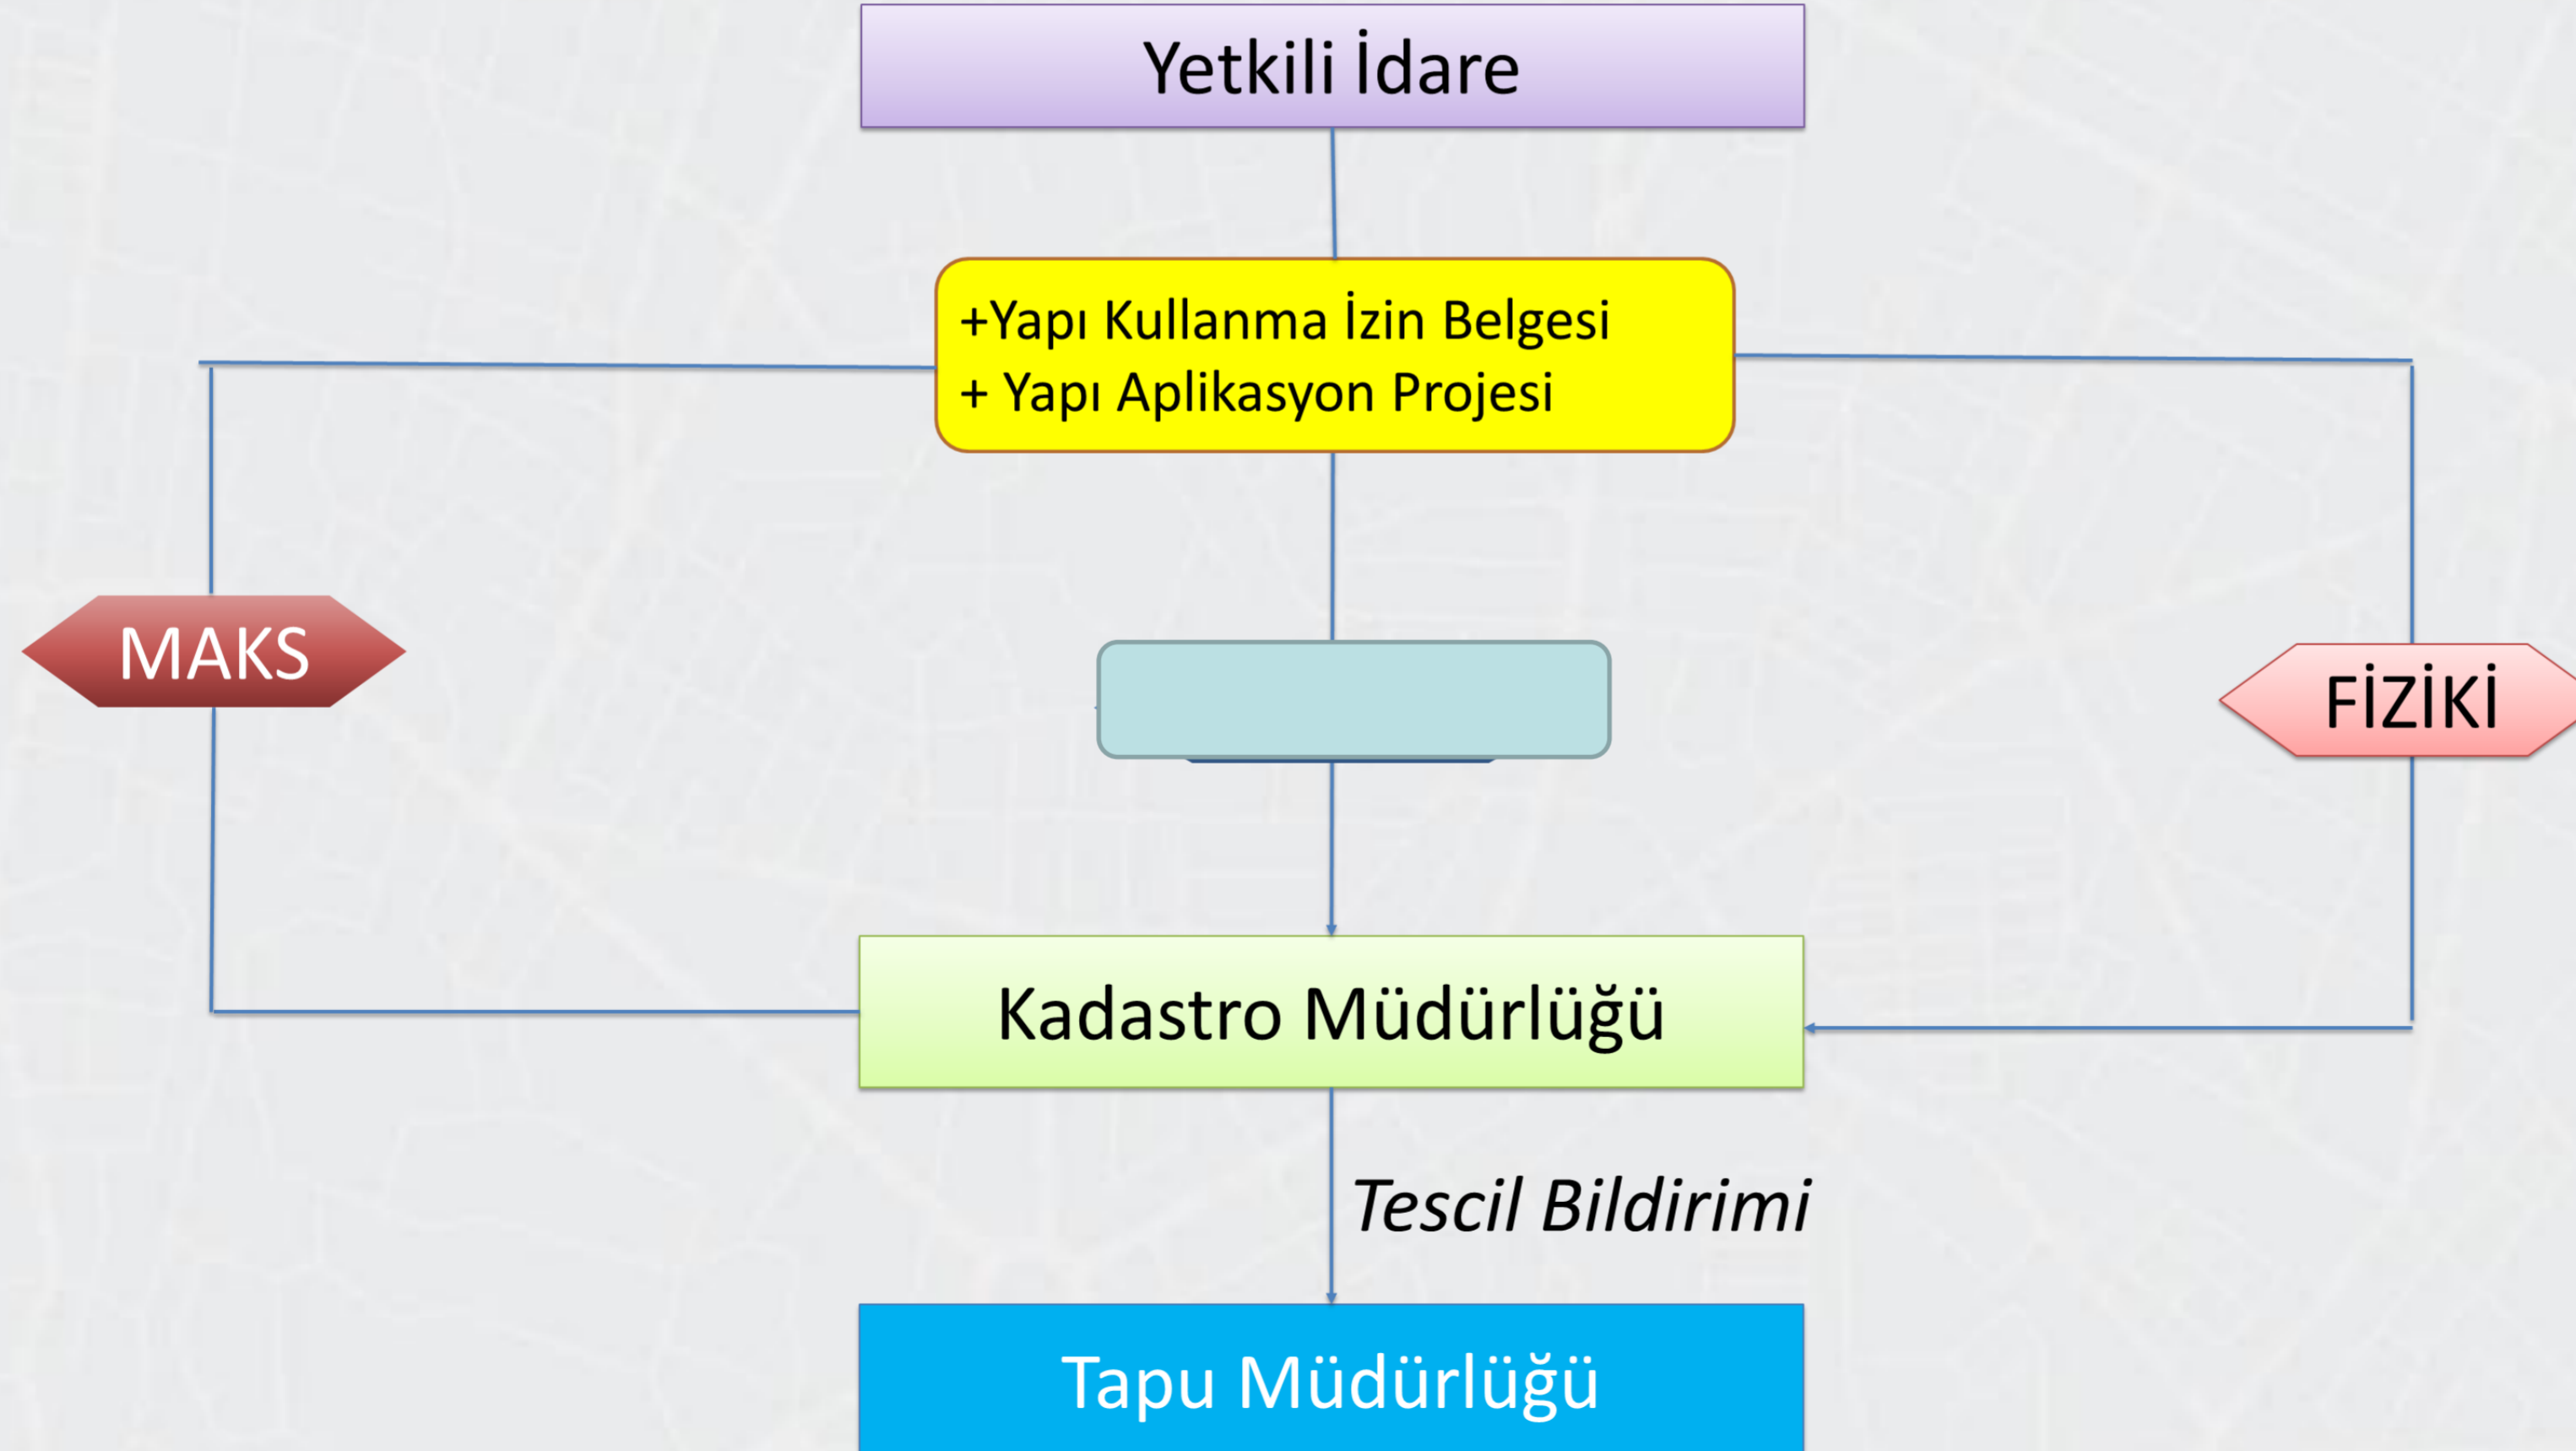 Yetkili İdare
+Yapı Kullanma İzin Belgesi
+ Yapı Aplikasyon Projesi
MAKS
FİZİKİ
Kadastro Müdürlüğü
Tescil Bildirimi
Tapu Müdürlüğü